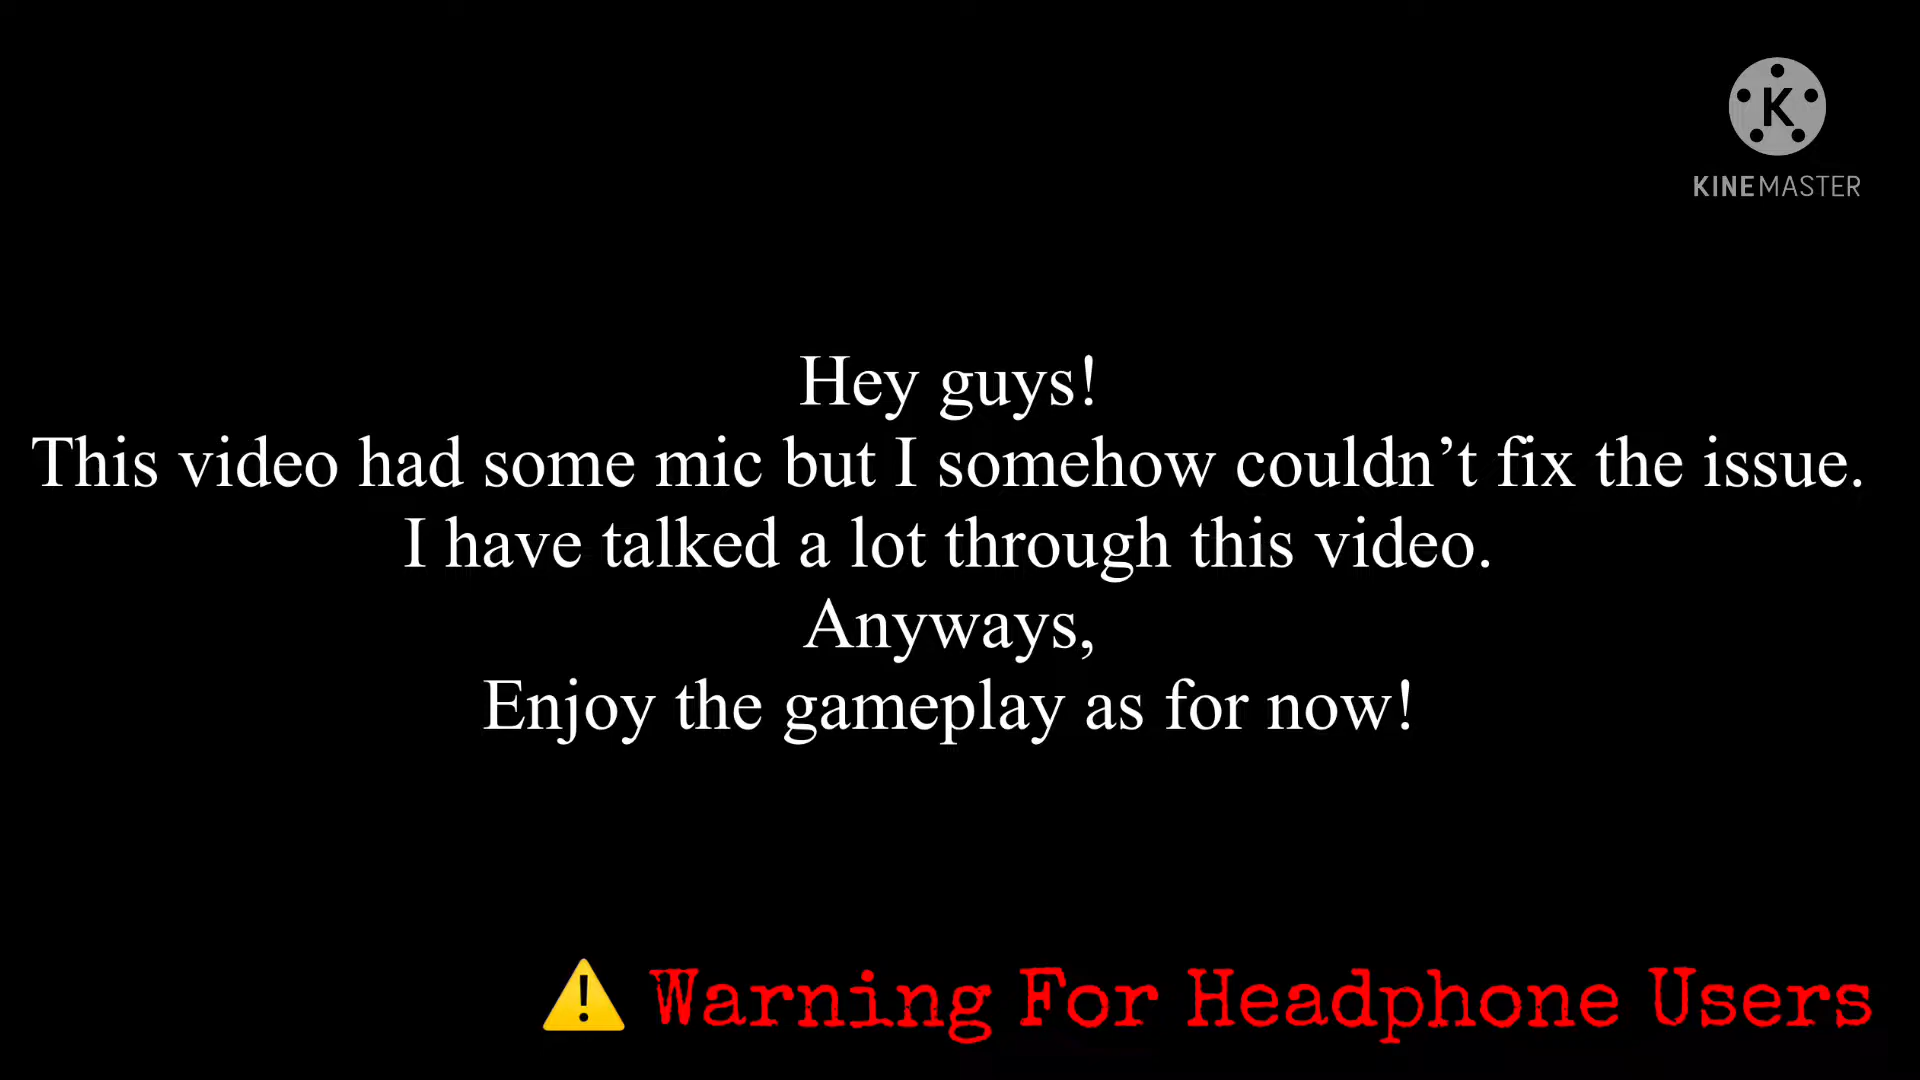 K
KINEMASTER
Hey guys!
This video had some mic but I somehow couldn’t fix the issue.
I have talked a lot through this video.
Anyways,
Enjoy the gameplay as for now!
⚠️ Warning For Headphone Users